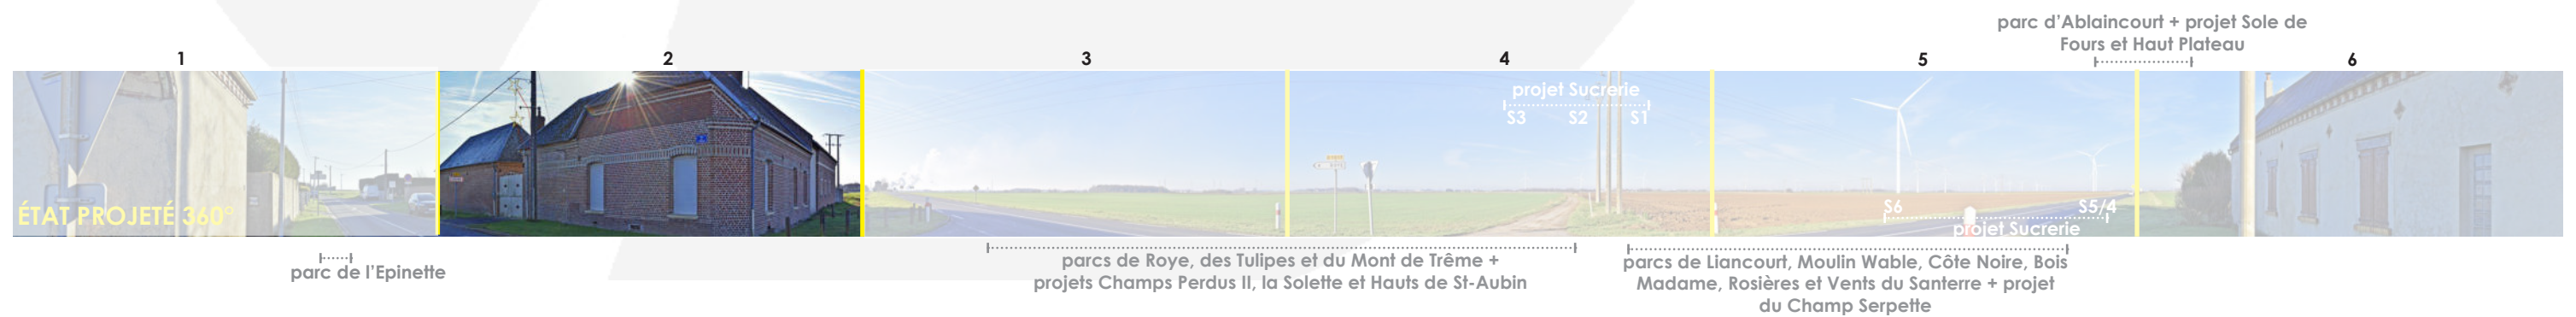 parc d'Ablaincourt + projet Sole de
Fours et Haut Plateau
1
2
3
4
5
6
projet Sucrerie
S3
S2
S1
ÉTAT PROJETÉ 360°
S6
S5/4
projet Sucrerie
parc de l'Epinette
parcs de Roye, des Tulipes et du Mont de Trême +
projets Champs Perdus II, la Solette et Hauts de St-Aubin
parcs de Liancourt, Moulin Wable, Côte Noire, Bois
Madame, Rosières et Vents du Santerre + projet
du Champ Serpette